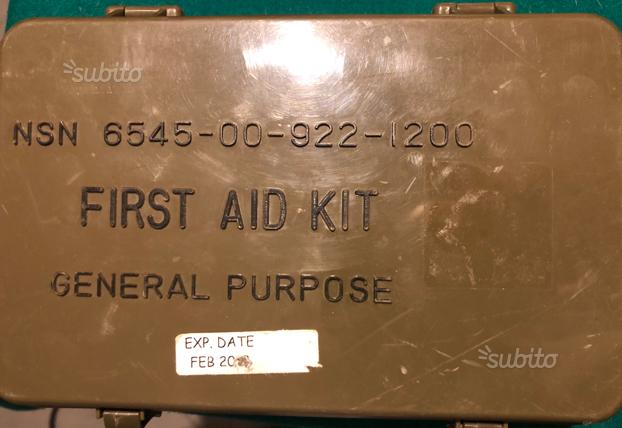 subito
NSN 6545-00-922-1200
FIRST AID KIT
GENERAL PURPOSE
EXP. DATE
FEB
subito